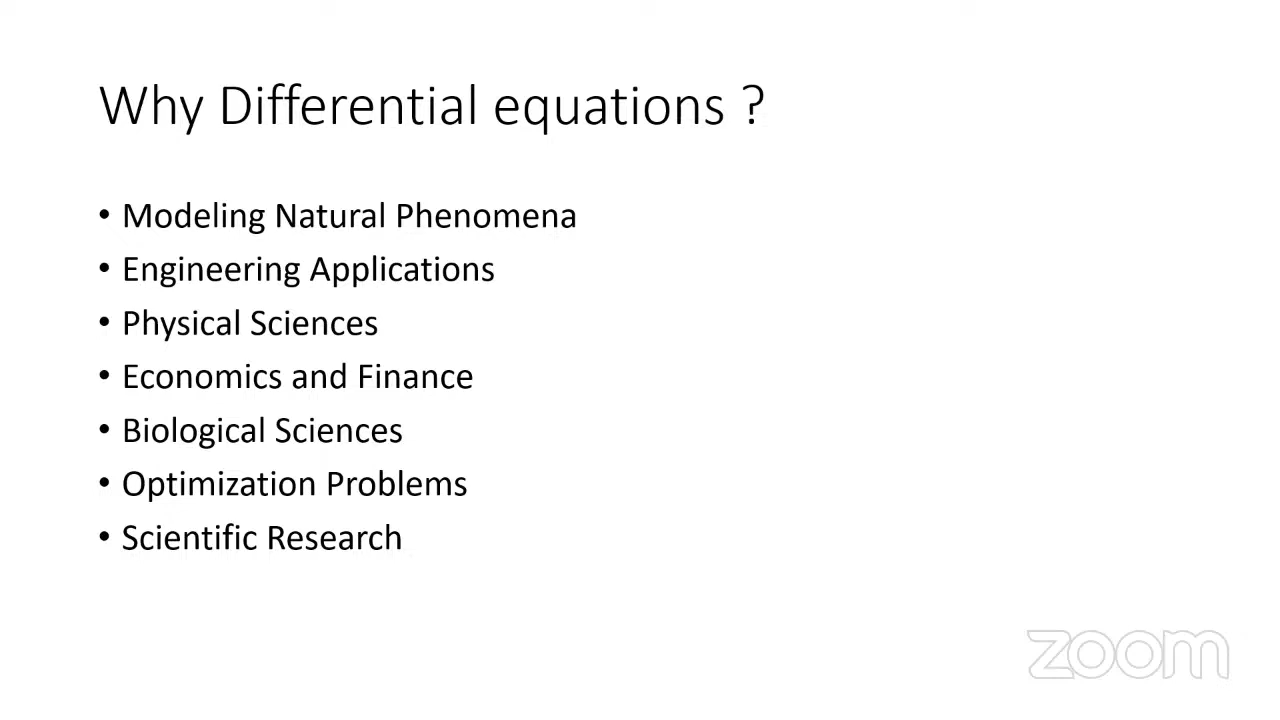 Why Differential equations ?
• Modeling Natural Phenomena
• Engineering Applications
• Physical Sciences
• Economics and Finance
• Biological Sciences
• Optimization Problems
• Scientific Research
zoom